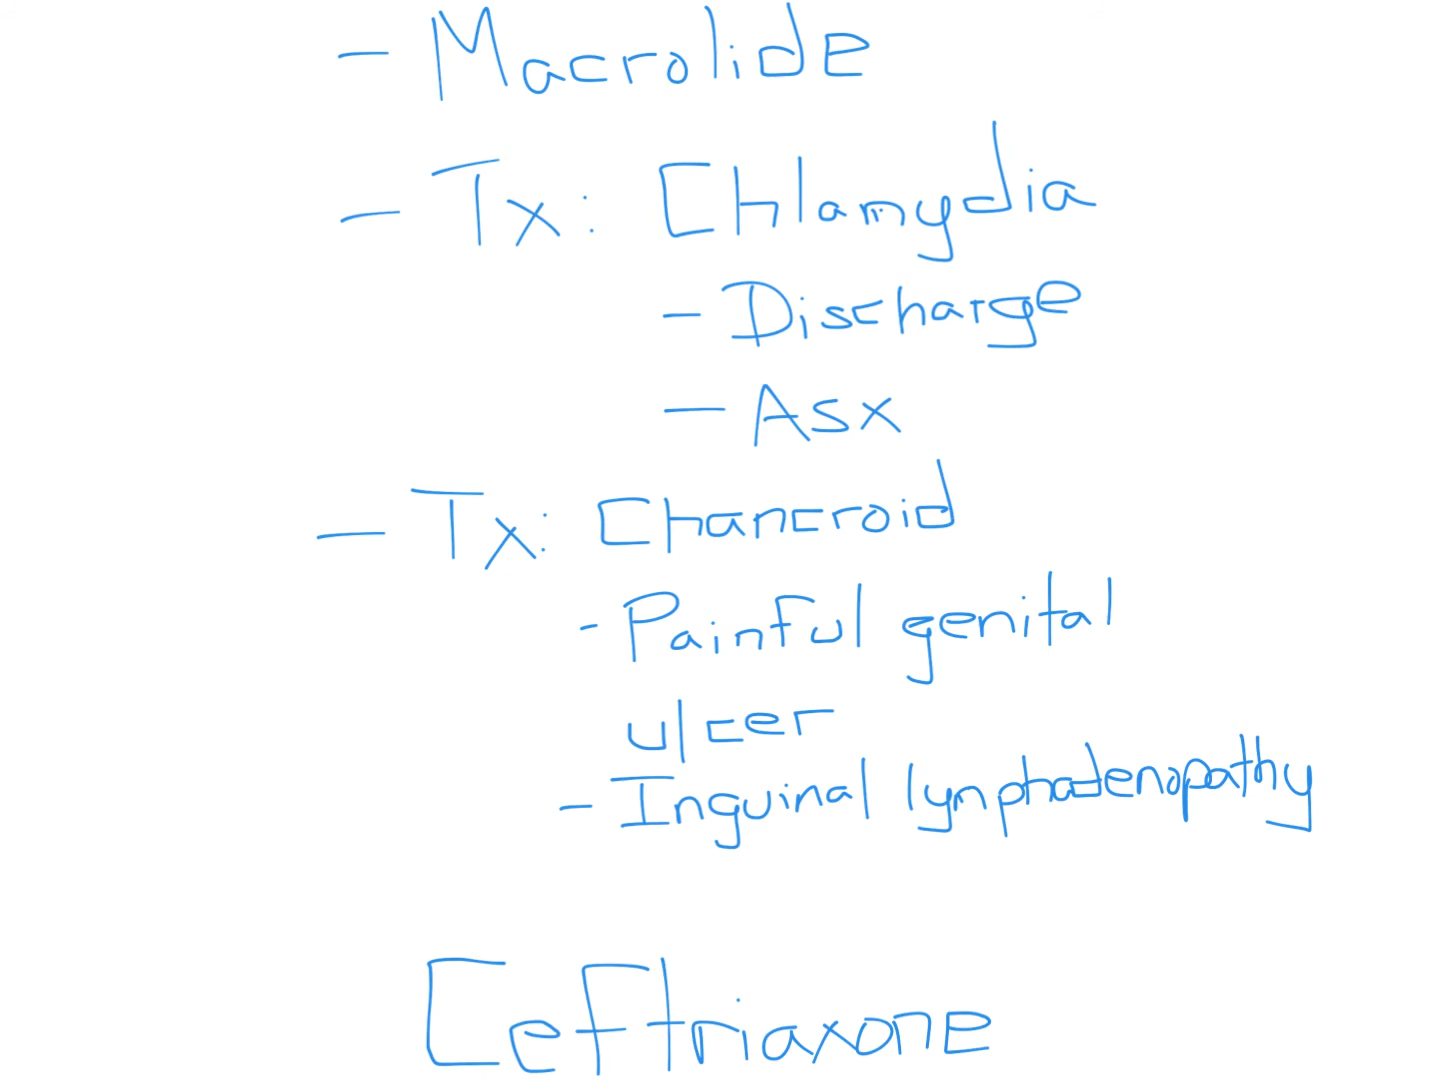 - Macrolide
- Tx: Chlamydia
- Discharge
- Asx
- Tx: Chancroid
- Painful genital
ulcer
- Inguinal lymphadenopathy
Ceftriaxone